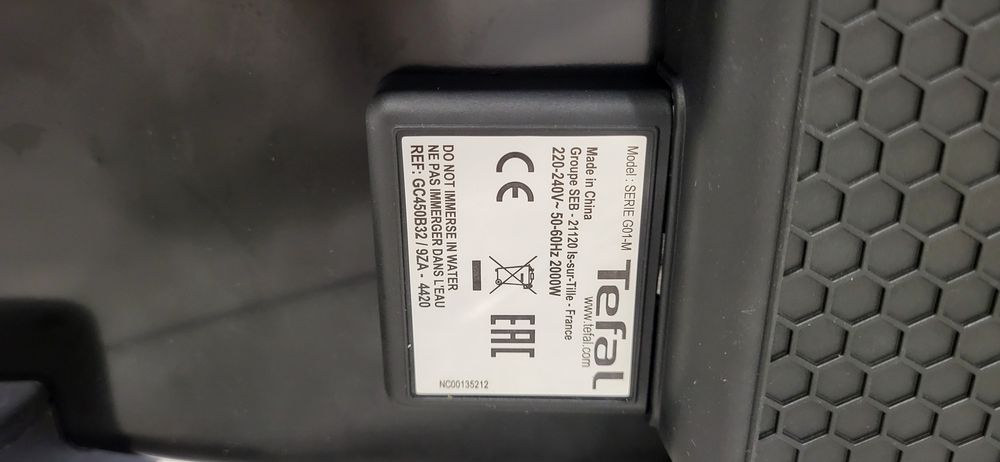 Model : SERIE G01-M
Tefal
www.tefal.com
Made in China
Groupe SEB - 21120 Is-sur-Tille - France
220-240V~ 50-60Hz 2000W
CE
EAC
DO NOT IMMERSE IN WATER
NE PAS IMMERGER DANS L'EAU
REF: GC450B32 / 9ZA - 4420
NC00135212